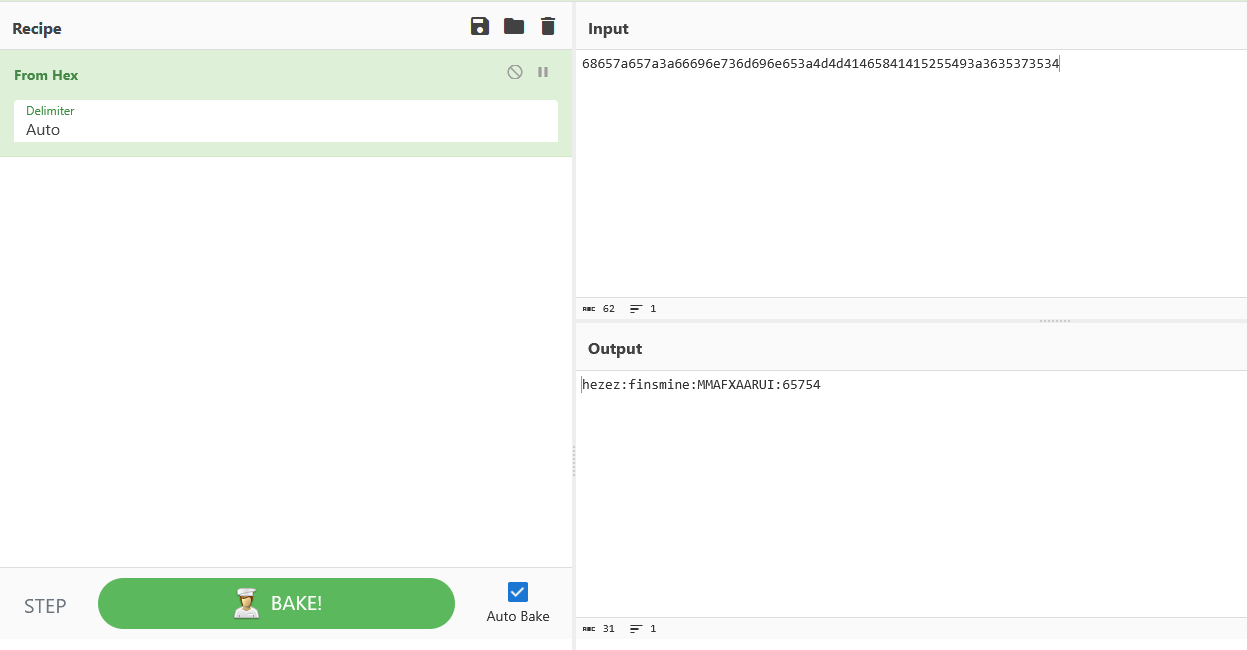 Recipe
From Hex
Delimiter
Auto
STEP
BAKE!
Auto Bake
Input
68657a657a3a66696e736d696e653a4d4d41465841415255493a3635373534
ABC 62 1
Output
hezez:finsmine:MMAFXAARUI:65754
ABC 31 1